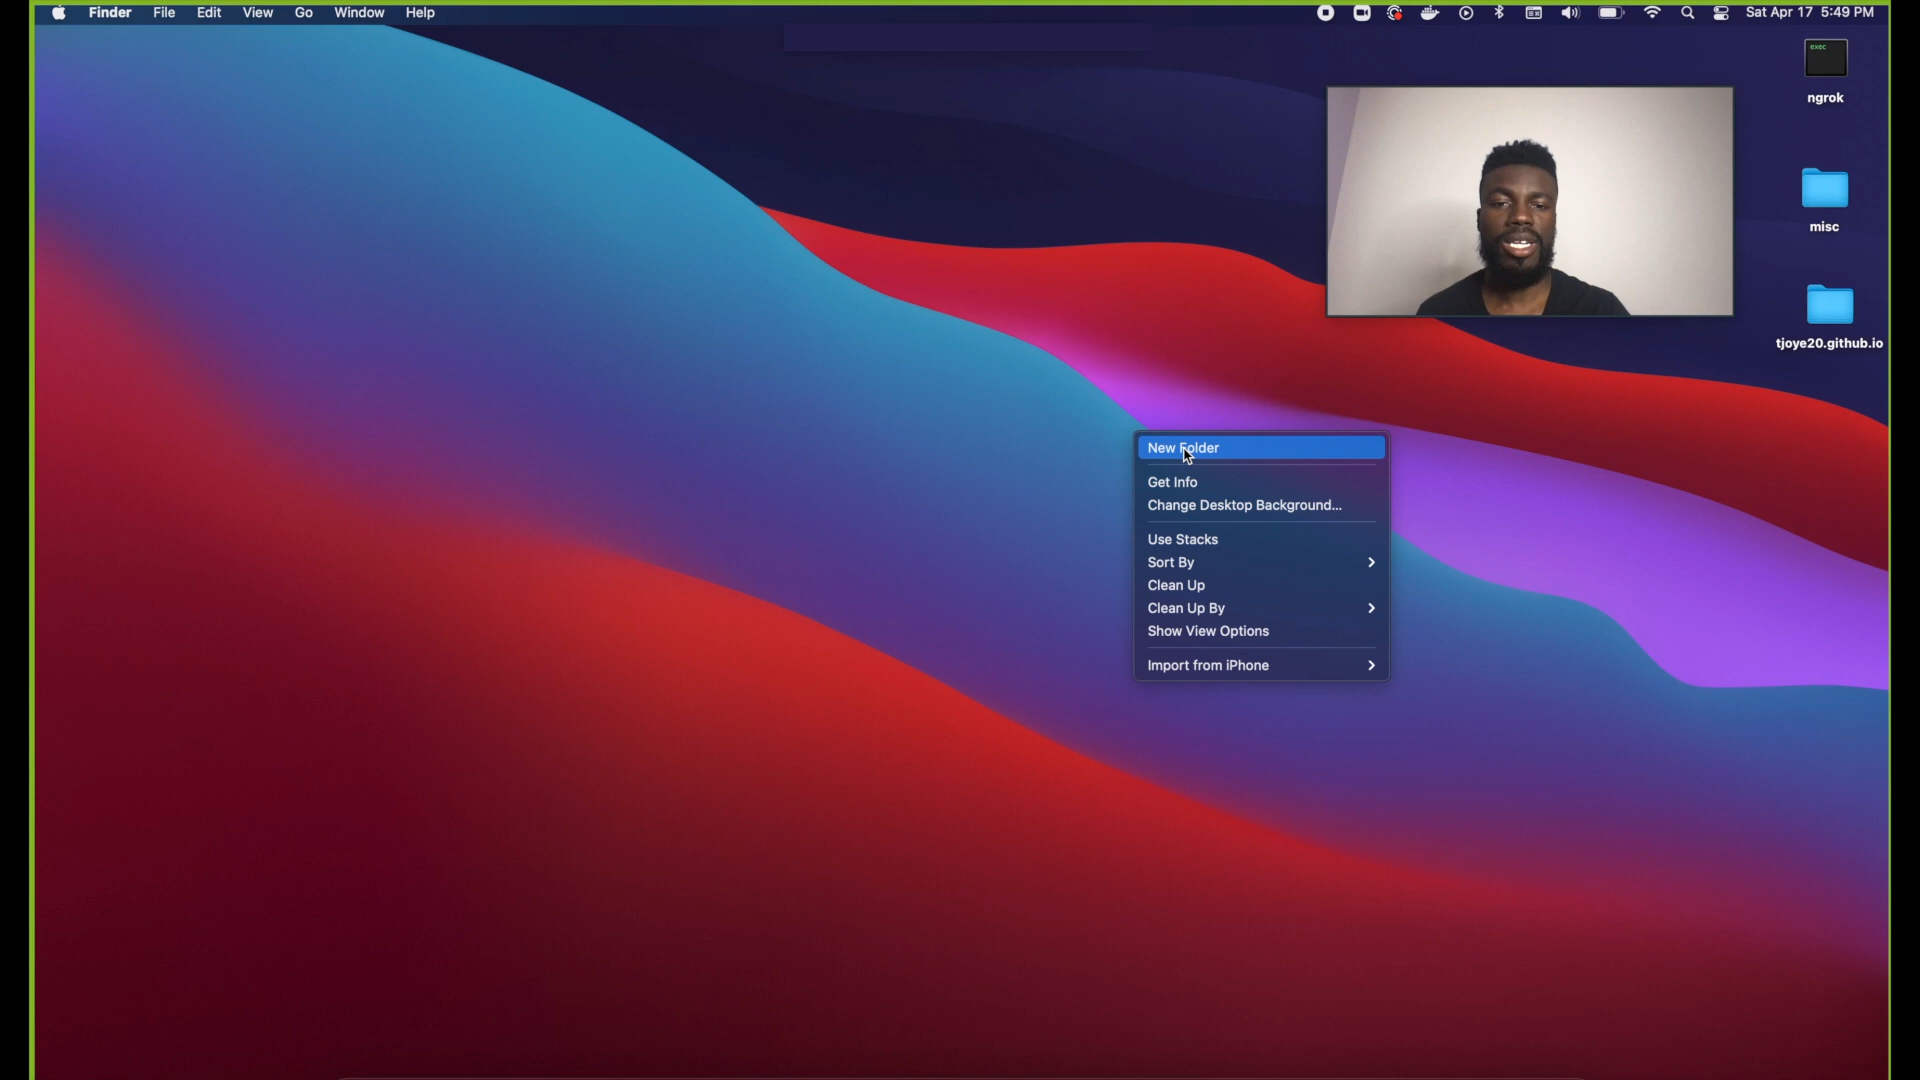 Finder File Edit View Go Window Help Sat Apr 17 5:49 PM
exec
ngrok
misc
tjoye20.github.io
New Folder
Get Info
Change Desktop Background...
Use Stacks
Sort By
Clean Up
Clean Up By
Show View Options
Import from iPhone